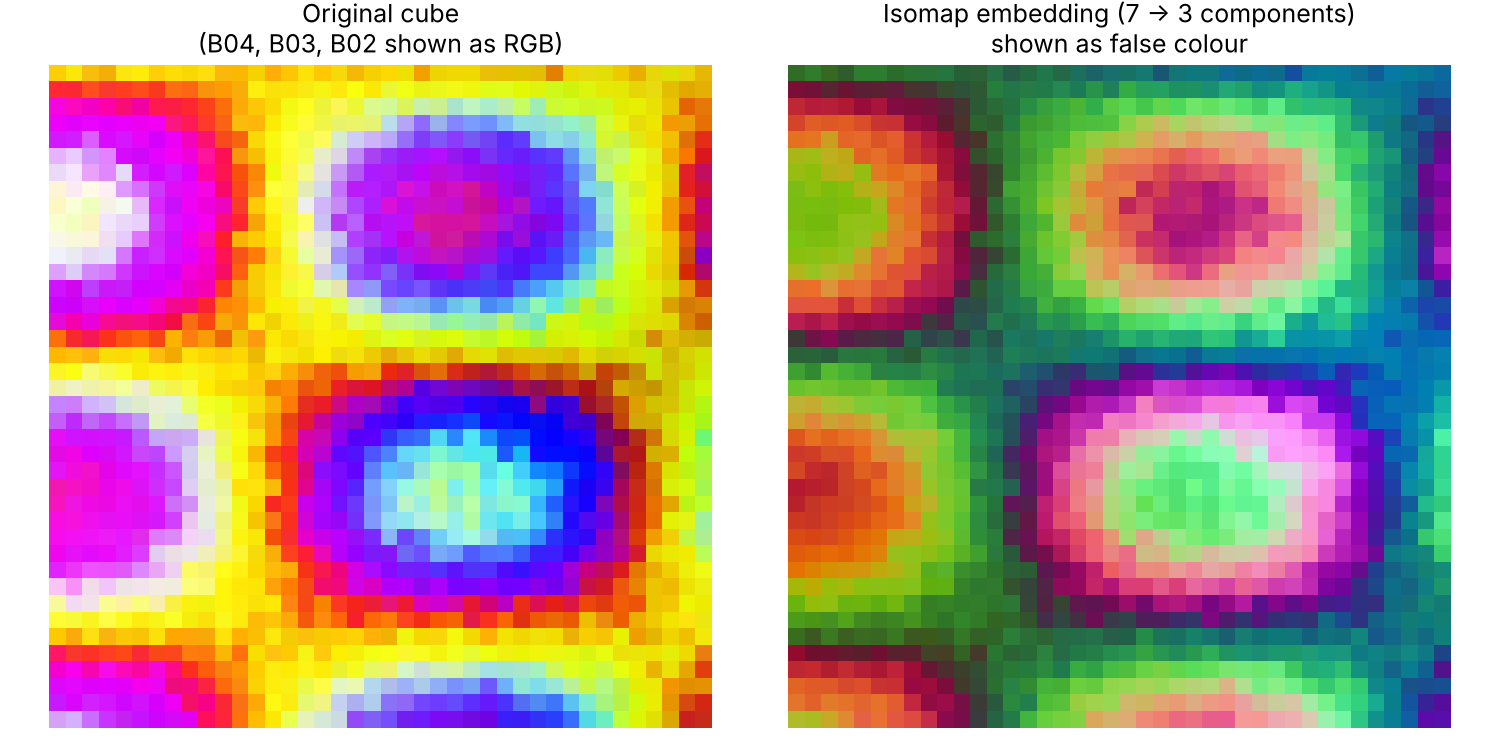 Original cube
(B04, B03, B02 shown as RGB)
Isomap embedding (7 → 3 components)
shown as false colour